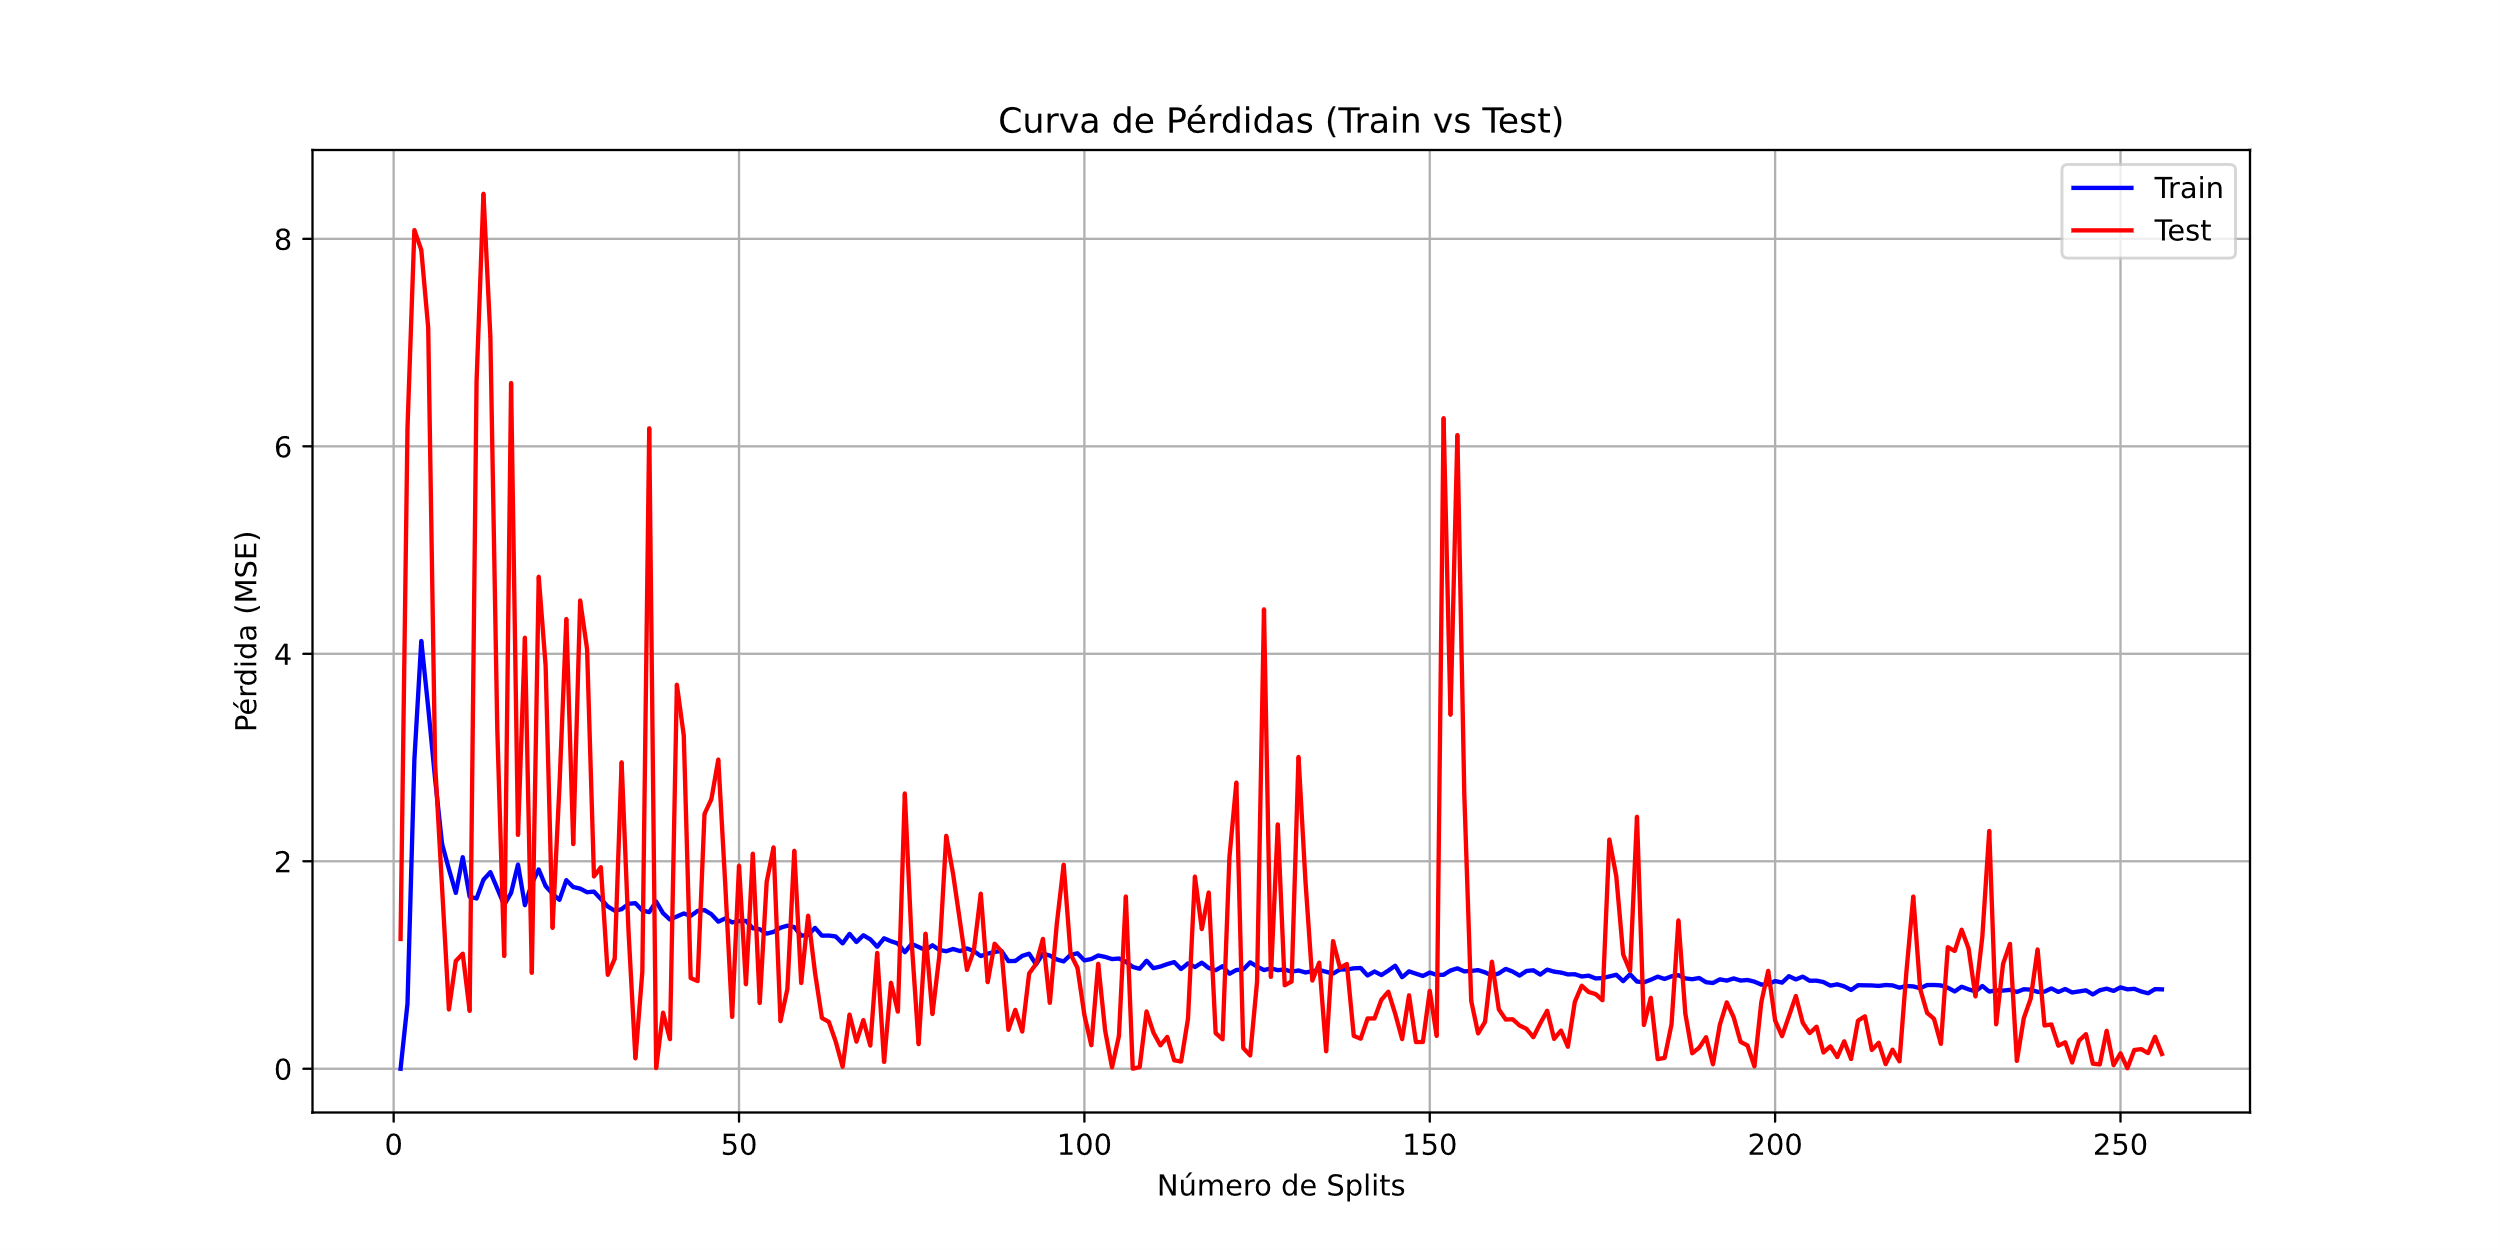 Curva de Pérdidas (Train vs Test)
Train
Test
8
6
4
2
0
Pérdida (MSE)
0 50 100 150 200 250
Número de Splits